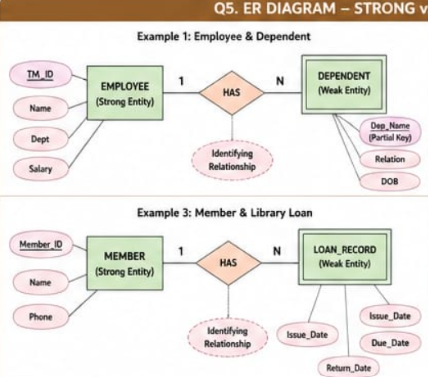 Q5. ER DIAGRAM – STRONG v
Example 1: Employee & Dependent
TM_ID
Name
Dept
Salary
EMPLOYEE
(Strong Entity)
1
HAS
N
Identifying
Relationship
DEPENDENT
(Weak Entity)
Dep_Name
(Partial Key)
Relation
DOB
Example 3: Member & Library Loan
Member_ID
Name
Phone
MEMBER
(Strong Entity)
1
HAS
N
Identifying
Relationship
LOAN_RECORD
(Weak Entity)
Issue_Date
Return_Date
Issue_Date
Due_Date